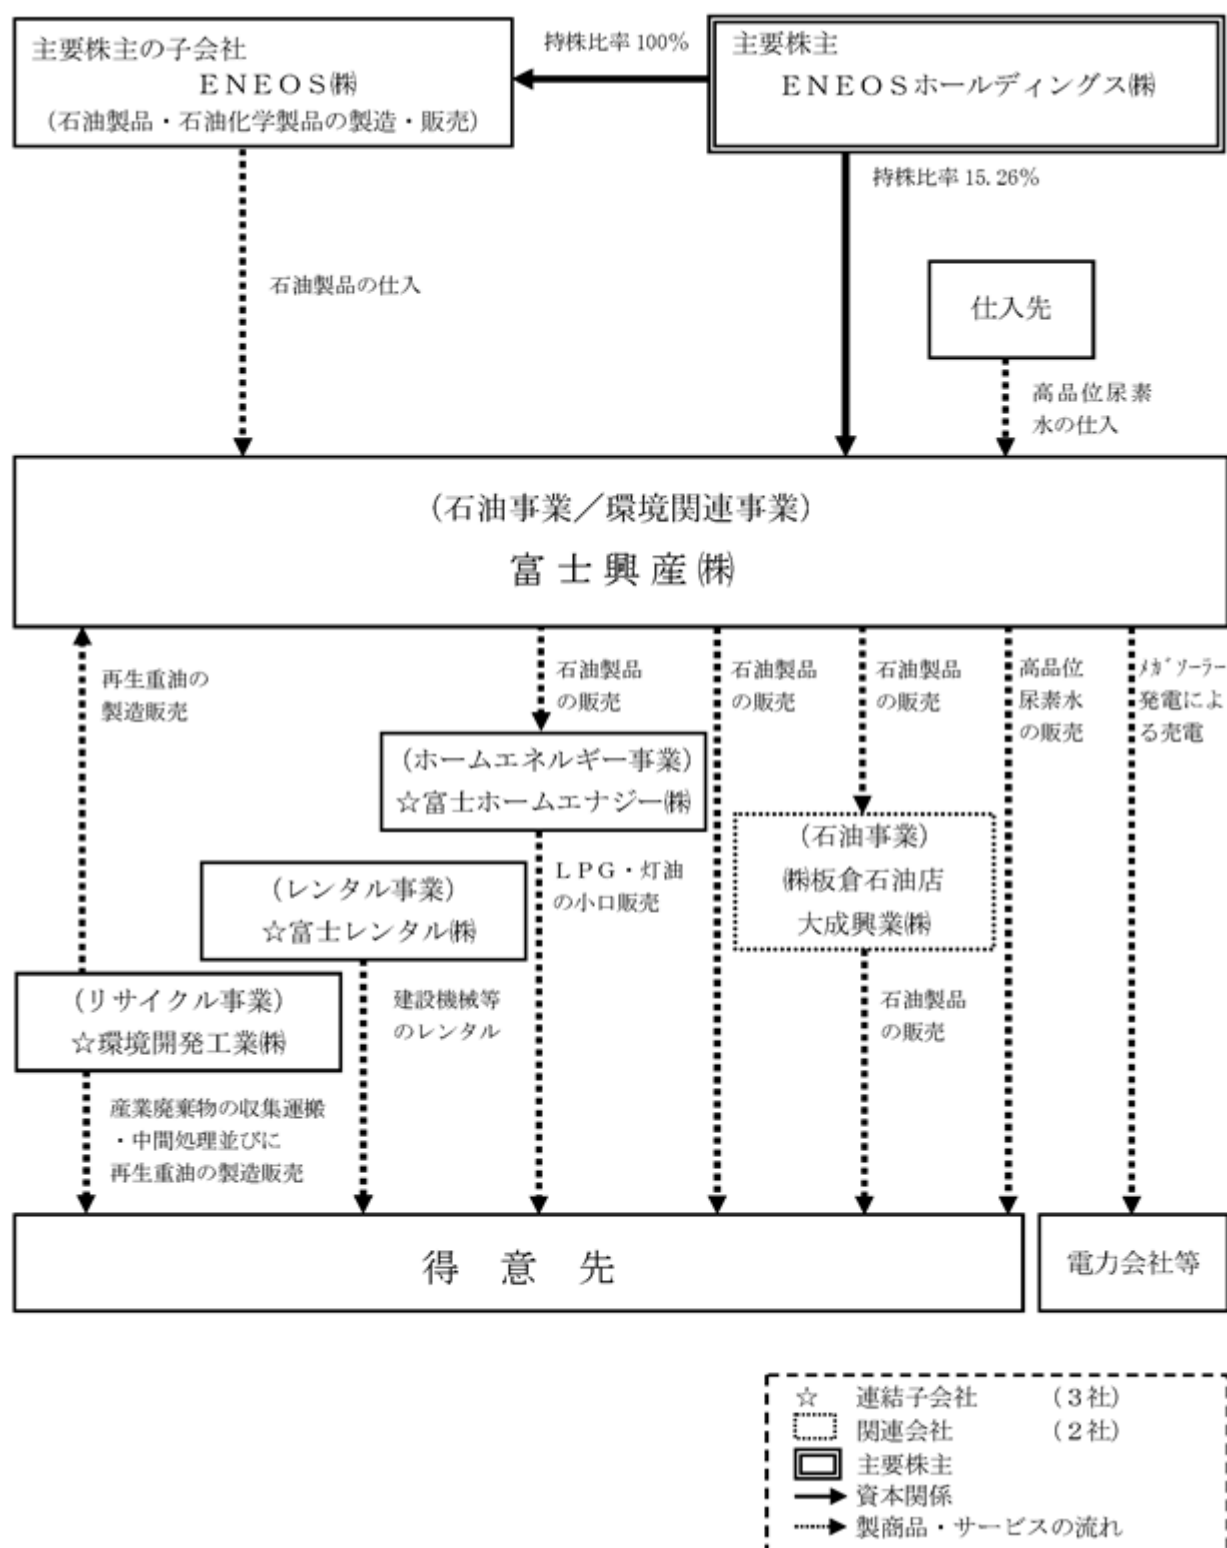 主要株主の子会社
ＥＮＥＯＳ㈱
（石油製品・石油化学製品の製造・販売）
持株比率 100％
主要株主
ＥＮＥＯＳホールディングス㈱
持株比率 15.26％
石油製品の仕入
仕入先
高品位尿素
水の仕入
（石油事業／環境関連事業）
富士興産㈱
再生重油の
製造販売
石油製品
の販売
石油製品
の販売
石油製品
の販売
高品位
尿素水
の販売
ﾒｶﾞｿｰﾗｰ
発電によ
る売電
（ホームエネルギー事業）
☆富士ホームエナジー㈱
ＬＰＧ・灯油
の小口販売
（石油事業）
㈱板倉石油店
大成興業㈱
石油製品
の販売
（レンタル事業）
☆富士レンタル㈱
建設機械等
のレンタル
（リサイクル事業）
☆環境開発工業㈱
産業廃棄物の収集運搬
・中間処理並びに
再生重油の製造販売
得意先
電力会社等
☆ 連結子会社 （３社）
関連会社 （２社）
主要株主
資本関係
製商品・サービスの流れ